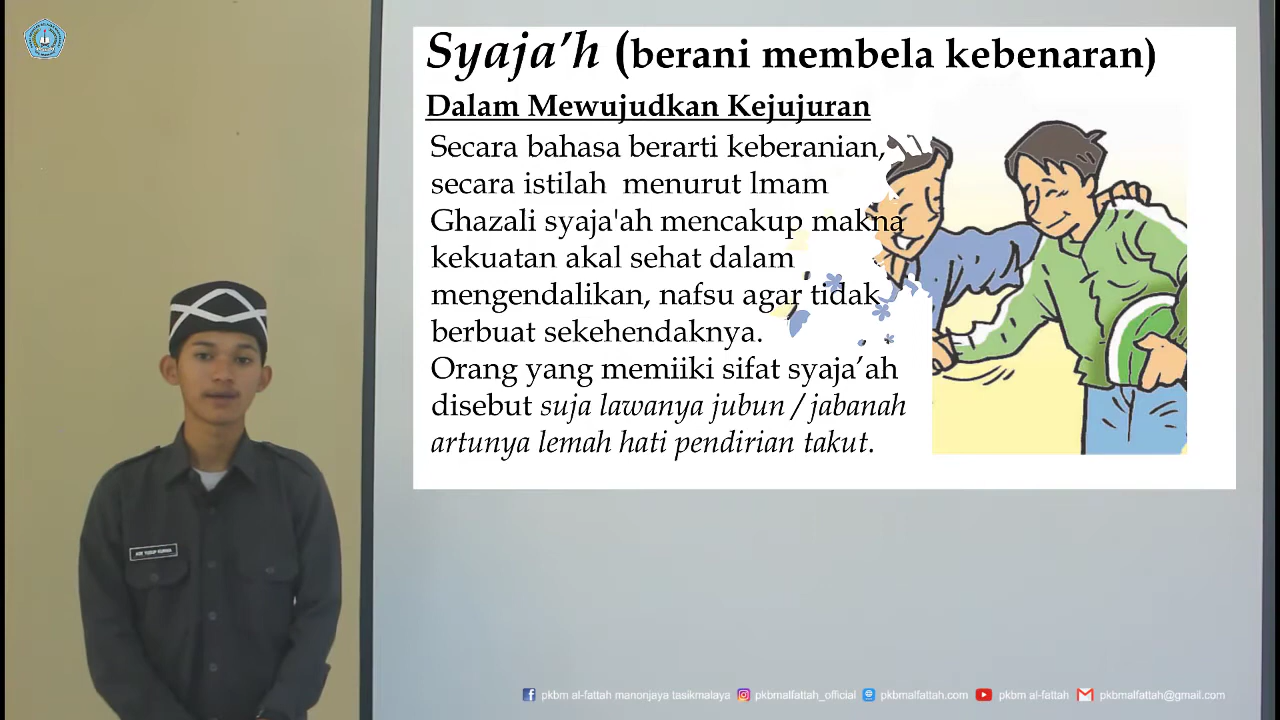 Syaja’h (berani membela kebenaran)
Dalam Mewujudkan Kejujuran
Secara bahasa berarti keberanian,
secara istilah menurut lmam
Ghazali syaja'ah mencakup makna
kekuatan akal sehat dalam
mengendalikan, nafsu agar tidak
berbuat sekehendaknya.
Orang yang memiiki sifat syaja’ah
disebut suja lawanya jubun / jabanah
artunya lemah hati pendirian takut.
pkbm al-fattah manonjaya tasikmalaya pkbmalfattah_official pkbmalfattah.com pkbm al-fattah pkbmalfattah@gmail.com